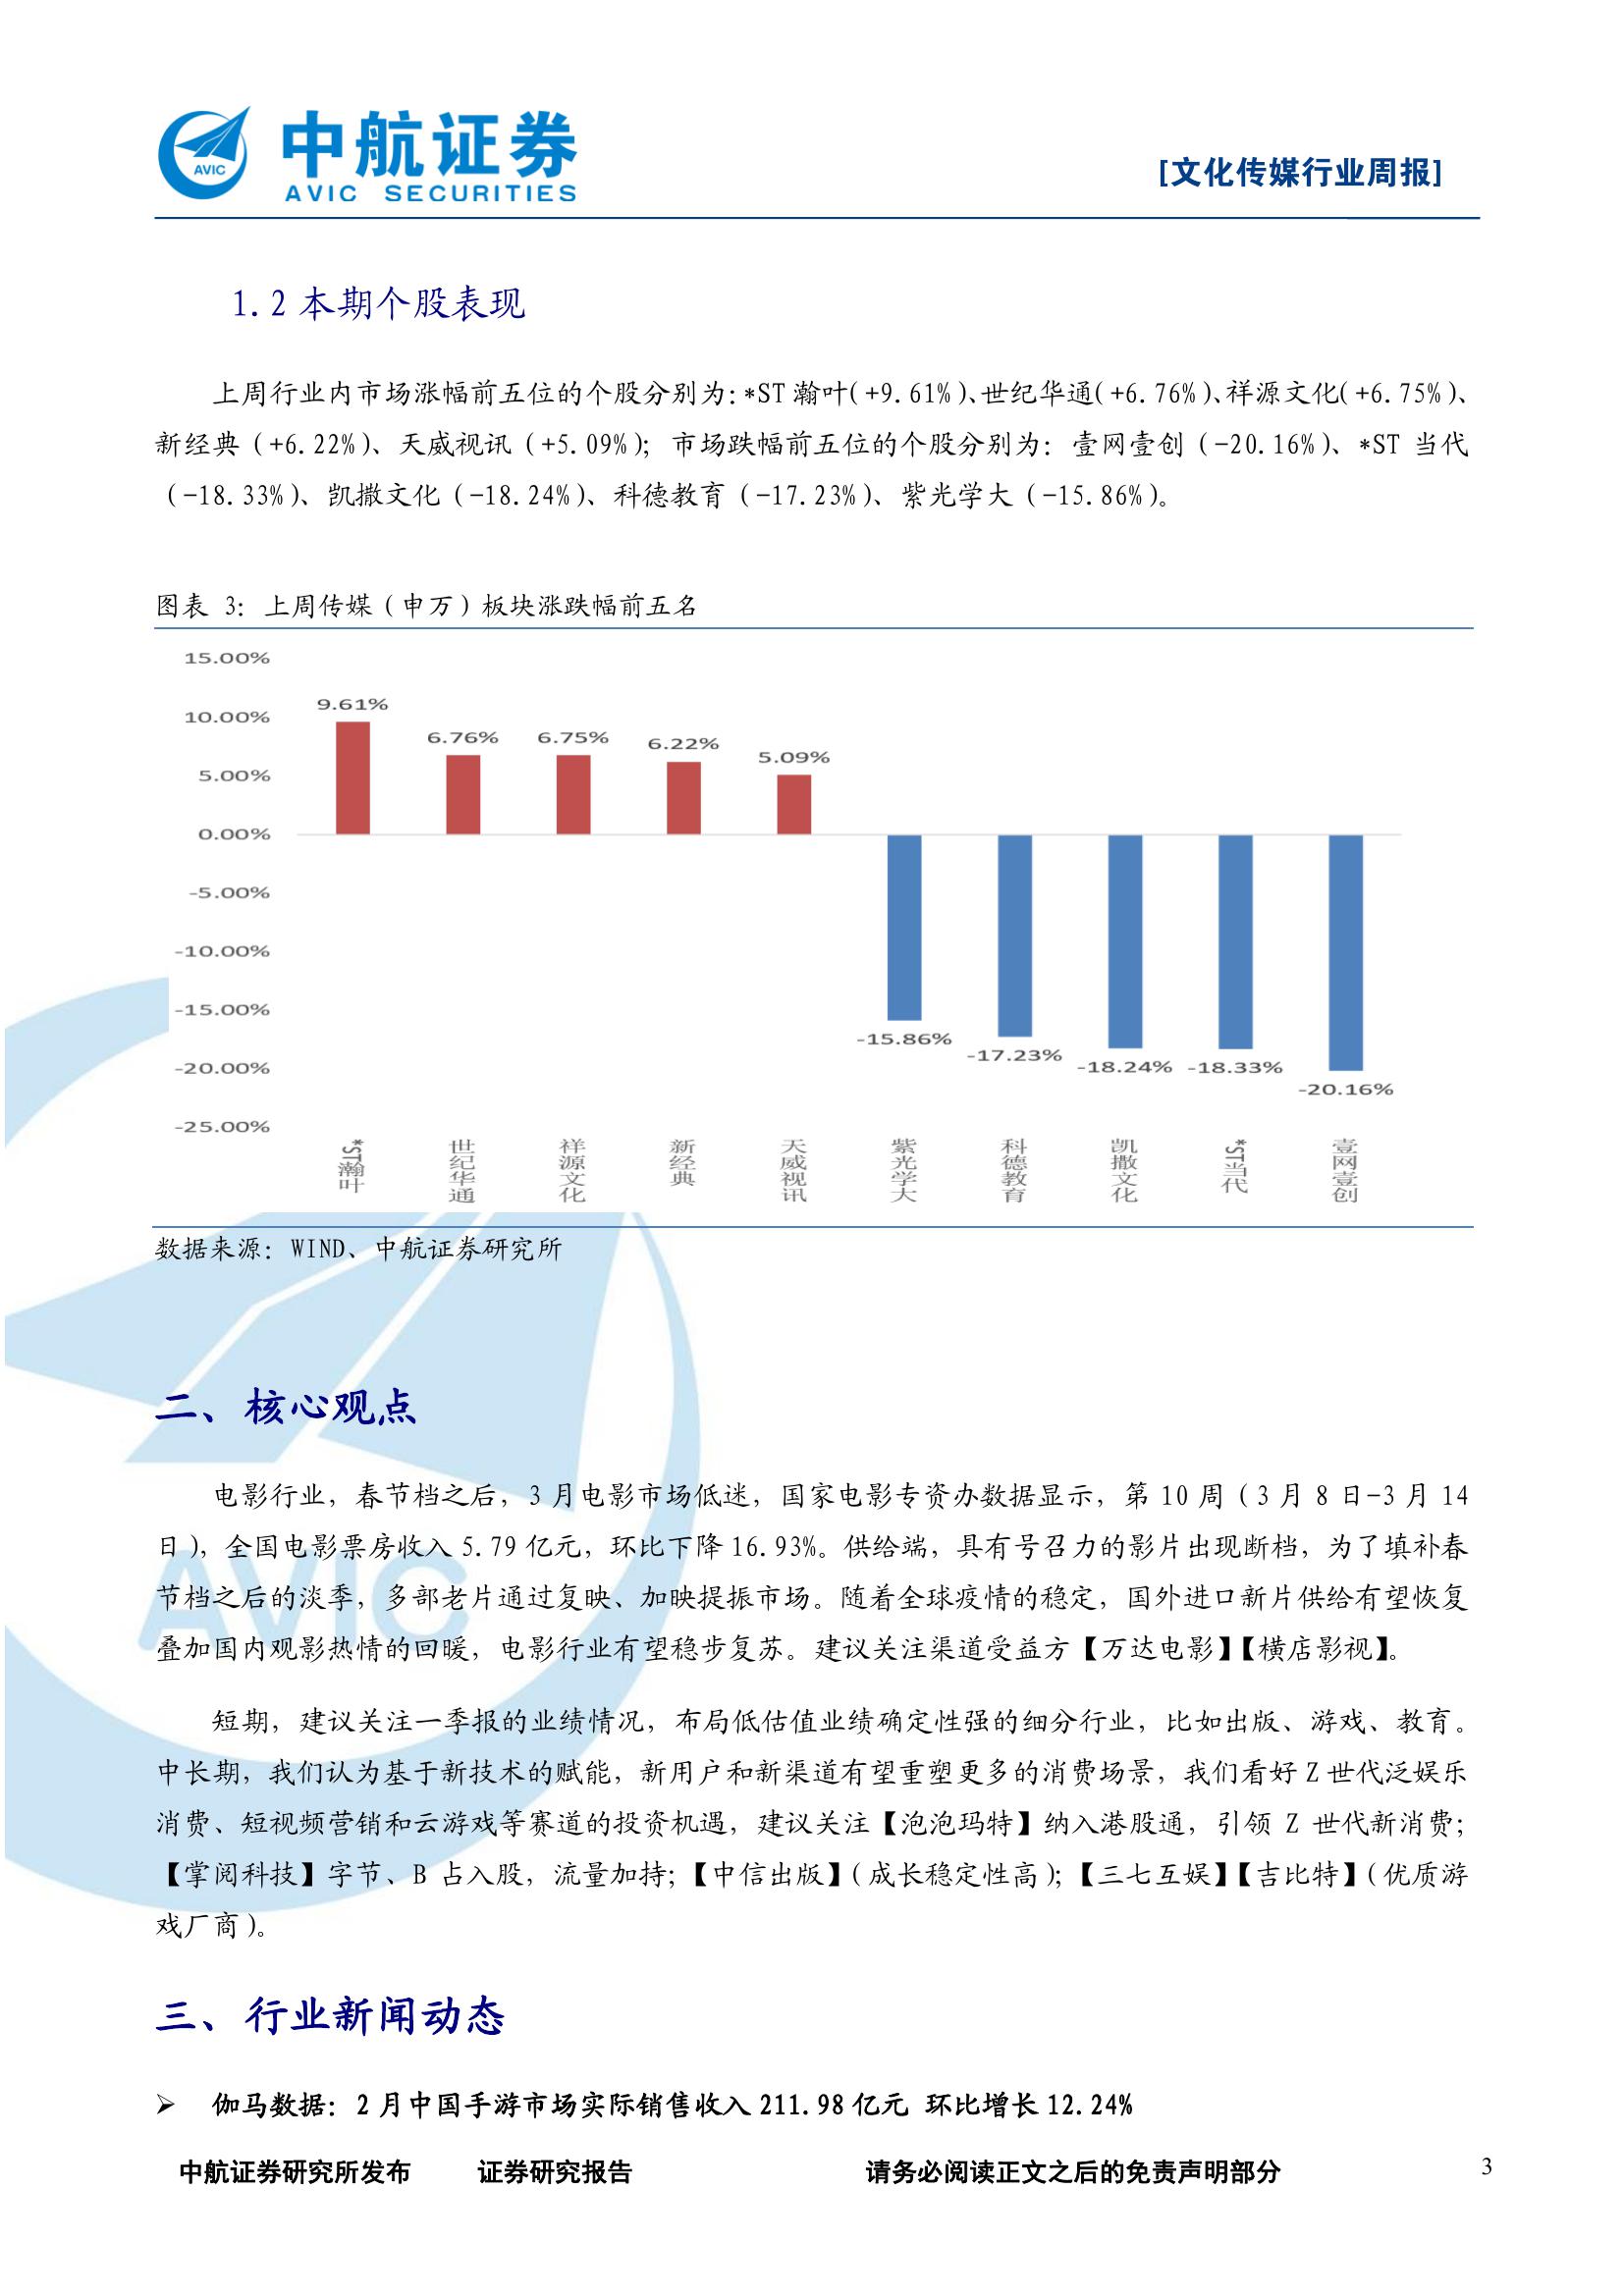 中航证券
AVIC SECURITIES
AVIC
[文化传媒行业周报]
1.2 本期个股表现
上周行业内市场涨幅前五位的个股分别为:*ST 瀚叶(+9.61%)、世纪华通(+6.76%)、祥源文化(+6.75%)、
新经典(+6.22%)、天威视讯(+5.09%);市场跌幅前五位的个股分别为:壹网壹创(-20.16%)、*ST 当代
(-18.33%)、凯撒文化(-18.24%)、科德教育(-17.23%)、紫光学大(-15.86%)。
图表 3:上周传媒(申万)板块涨跌幅前五名
15.00%
10.00%
5.00%
0.00%
-5.00%
-10.00%
-15.00%
-20.00%
-25.00%
9.61%
6.76%
6.75%
6.22%
5.09%
-15.86%
-17.23%
-18.24%
-18.33%
-20.16%
*ST瀚叶
世纪华通
祥源文化
新经典
天威视讯
紫光学大
科德教育
凯撒文化
*ST当代
壹网壹创
数据来源:WIND、中航证券研究所
二、核心观点
电影行业,春节档之后,3 月电影市场低迷,国家电影专资办数据显示,第 10 周(3 月 8 日-3 月 14
日),全国电影票房收入 5.79 亿元,环比下降 16.93%。供给端,具有号召力的影片出现断档,为了填补春
节档之后的淡季,多部老片通过复映、加映提振市场。随着全球疫情的稳定,国外进口新片供给有望恢复
叠加国内观影热情的回暖,电影行业有望稳步复苏。建议关注渠道受益方【万达电影】【横店影视】。
短期,建议关注一季报的业绩情况,布局低估值业绩确定性强的细分行业,比如出版、游戏、教育。
中长期,我们认为基于新技术的赋能,新用户和新渠道有望重塑更多的消费场景,我们看好 Z 世代泛娱乐
消费、短视频营销和云游戏等赛道的投资机遇,建议关注【泡泡玛特】纳入港股通,引领 Z 世代新消费;
【掌阅科技】字节、B 占入股,流量加持;【中信出版】(成长稳定性高);【三七互娱】【吉比特】(优质游
戏厂商)。
AVIC
三、行业新闻动态
➢ 伽马数据:2 月中国手游市场实际销售收入 211.98 亿元 环比增长 12.24%
中航证券研究所发布 证券研究报告 请务必阅读正文之后的免责声明部分 3